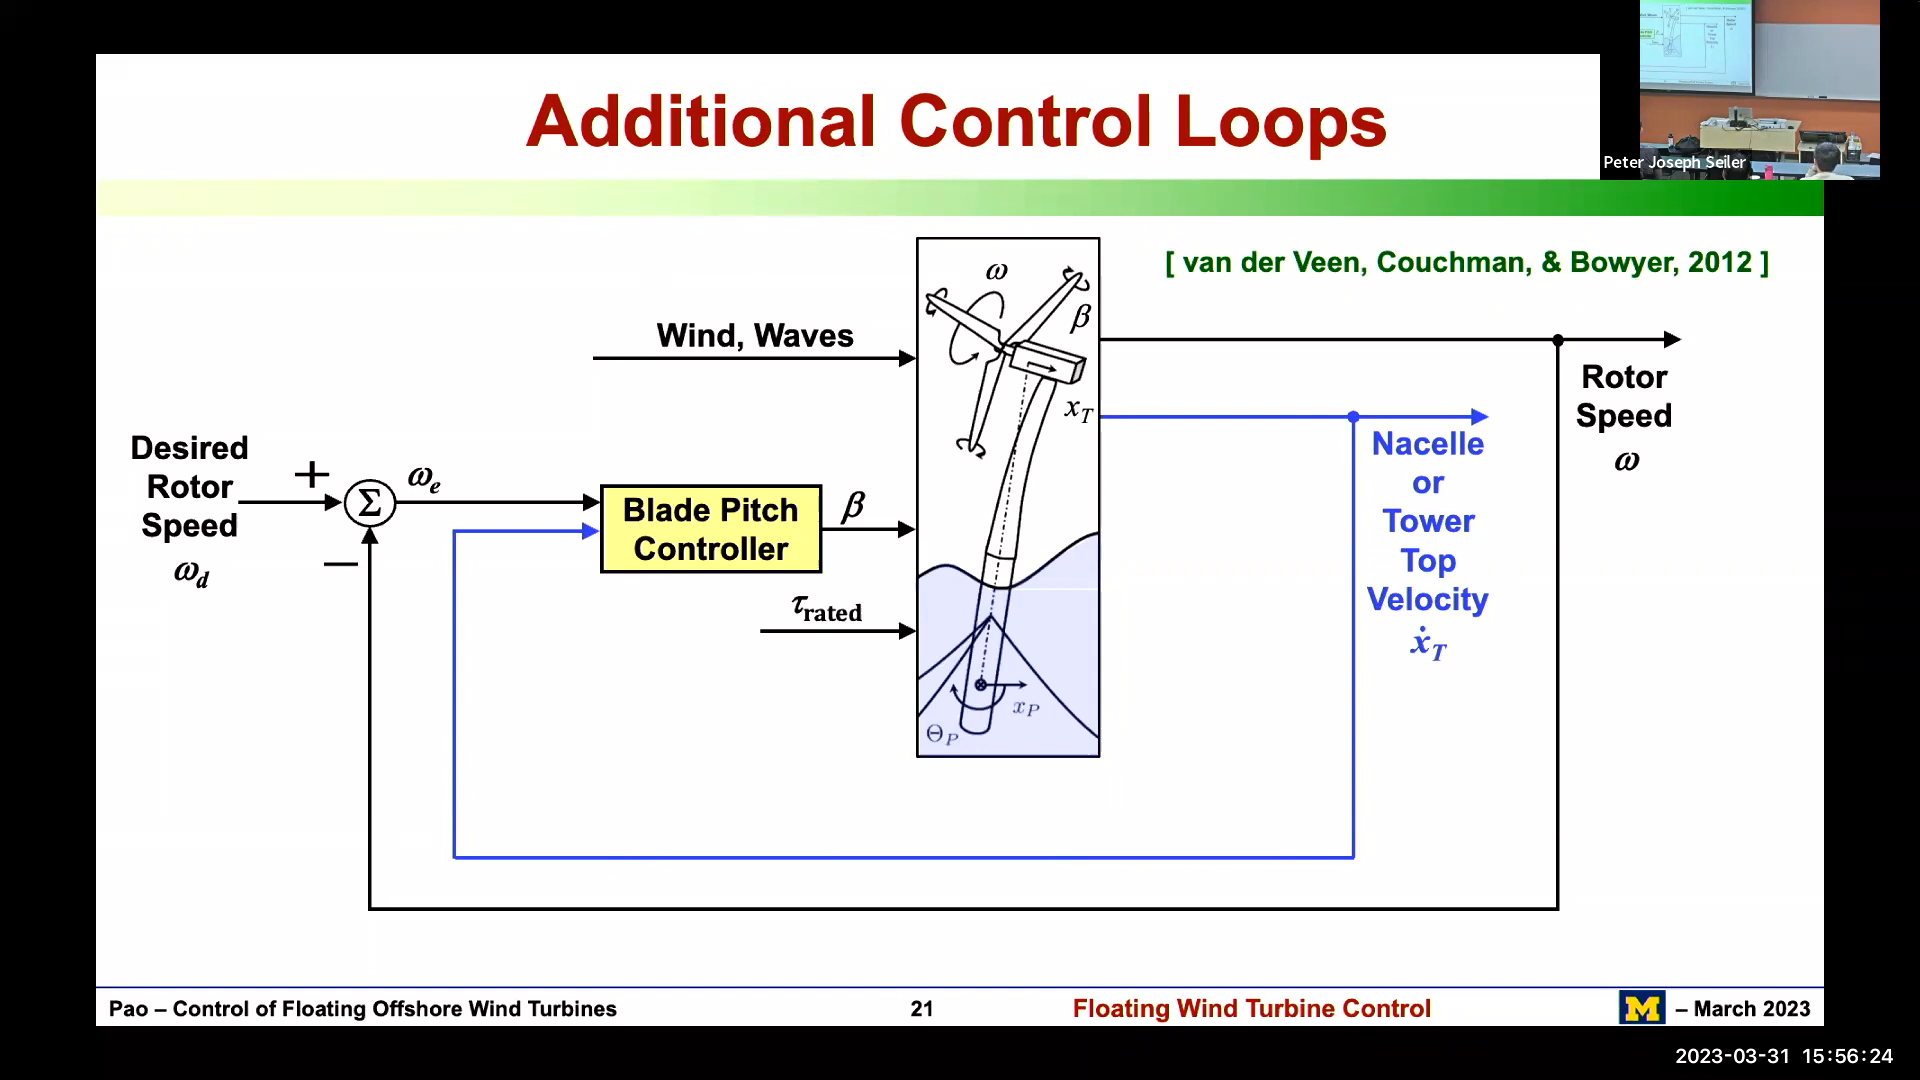 Additional Control Loops
Peter Joseph Seiler
[ van der Veen, Couchman, & Bowyer, 2012 ]
ω
β
Wind, Waves
x_T
Rotor
Speed
ω
Desired
Rotor
Speed
ω_d
+
Σ
−
ω_e
Blade Pitch
Controller
β
τ_rated
Nacelle
or
Tower
Top
Velocity
ẋ_T
x_P
Θ_P
Pao – Control of Floating Offshore Wind Turbines
21
Floating Wind Turbine Control
M – March 2023
2023-03-31 15:56:24